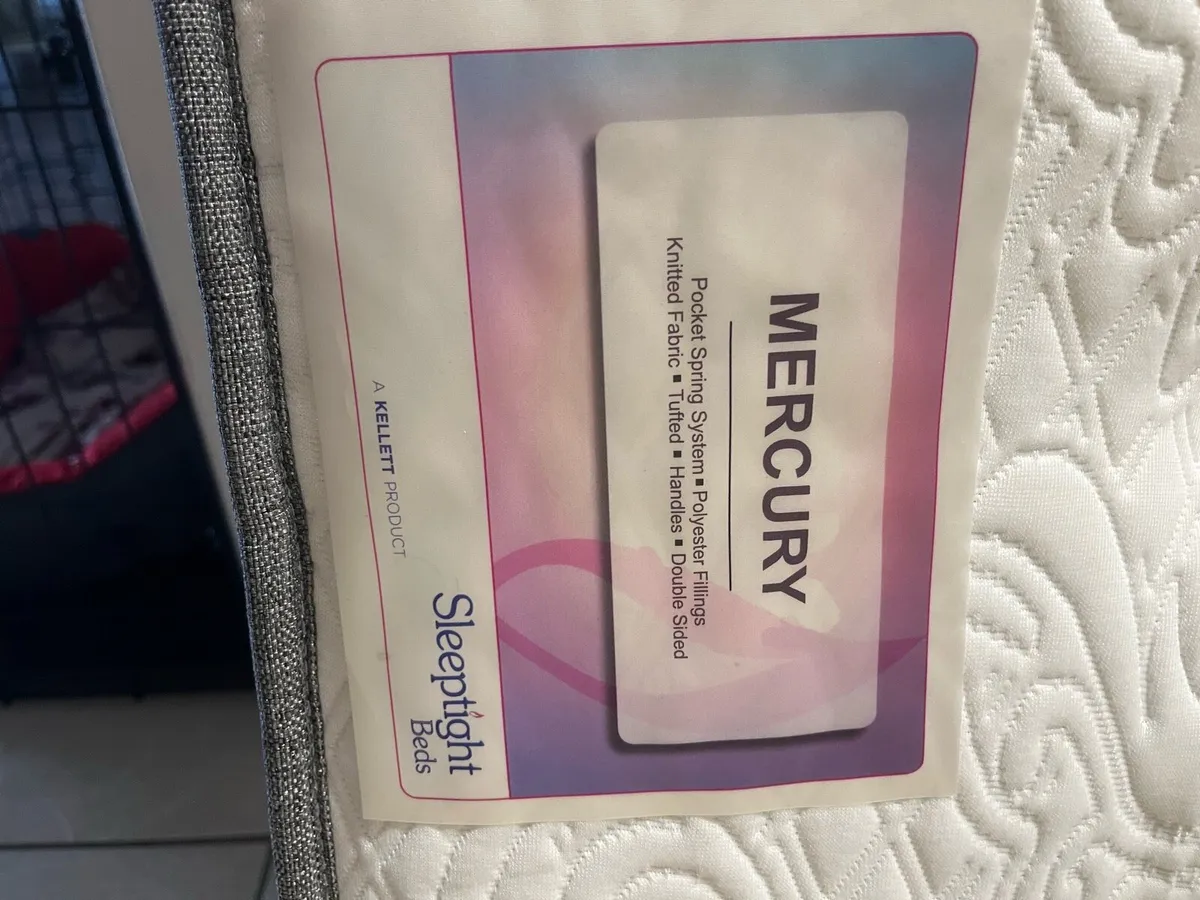 MERCURY
Pocket Spring System ▪ Polyester Fillings
Knitted Fabric ▪ Tufted ▪ Handles ▪ Double Sided
A KELLETT PRODUCT
Sleeptight
Beds